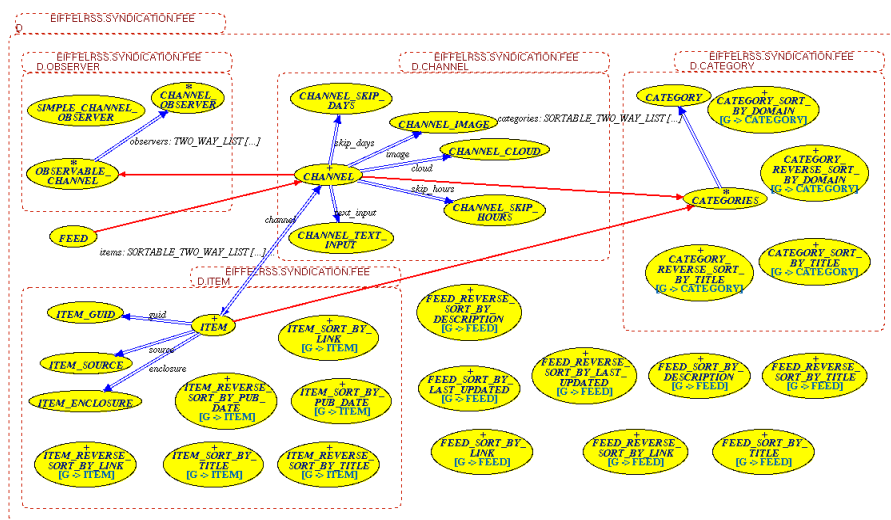 EIFFELRSS.SYNDICATION.FEE
D
EIFFELRSS.SYNDICATION.FEE
D.OBSERVER
SIMPLE_CHANNEL_
OBSERVER
*
CHANNEL_
OBSERVER
observers: TWO_WAY_LIST [...]
*
OBSERVABLE_
CHANNEL
FEED
EIFFELRSS.SYNDICATION.FEE
D.CHANNEL
CHANNEL_SKIP_
DAYS
CHANNEL_IMAGE
CHANNEL_CLOUD
skip_days
image
cloud
+
CHANNEL
skip_hours
CHANNEL_SKIP_
HOURS
text_input
CHANNEL_TEXT_
INPUT
channel
items: SORTABLE_TWO_WAY_LIST [...]
categories: SORTABLE_TWO_WAY_LIST [...]
EIFFELRSS.SYNDICATION.FEE
D.CATEGORY
CATEGORY
+
CATEGORY_SORT_
BY_DOMAIN
[G -> CATEGORY]
+
CATEGORY_
REVERSE_SORT_
BY_DOMAIN
[G -> CATEGORY]
*
CATEGORIES
+
CATEGORY_
REVERSE_SORT_
BY_TITLE
[G -> CATEGORY]
+
CATEGORY_SORT_
BY_TITLE
[G -> CATEGORY]
EIFFELRSS.SYNDICATION.FEE
D.ITEM
ITEM_GUID
guid
+
ITEM
source
ITEM_SOURCE
enclosure
ITEM_ENCLOSURE
+
ITEM_SORT_BY_
LINK
[G -> ITEM]
+
ITEM_REVERSE_
SORT_BY_PUB_
DATE
[G -> ITEM]
+
ITEM_SORT_BY_
PUB_DATE
[G -> ITEM]
+
ITEM_REVERSE_
SORT_BY_LINK
[G -> ITEM]
+
ITEM_SORT_BY_
TITLE
[G -> ITEM]
+
ITEM_REVERSE_
SORT_BY_TITLE
[G -> ITEM]
+
FEED_REVERSE_
SORT_BY_
DESCRIPTION
[G -> FEED]
+
FEED_SORT_BY_
LAST_UPDATED
[G -> FEED]
+
FEED_REVERSE_
SORT_BY_LAST_
UPDATED
[G -> FEED]
+
FEED_SORT_BY_
DESCRIPTION
[G -> FEED]
+
FEED_REVERSE_
SORT_BY_TITLE
[G -> FEED]
+
FEED_SORT_BY_
LINK
[G -> FEED]
+
FEED_REVERSE_
SORT_BY_LINK
[G -> FEED]
+
FEED_SORT_BY_
TITLE
[G -> FEED]